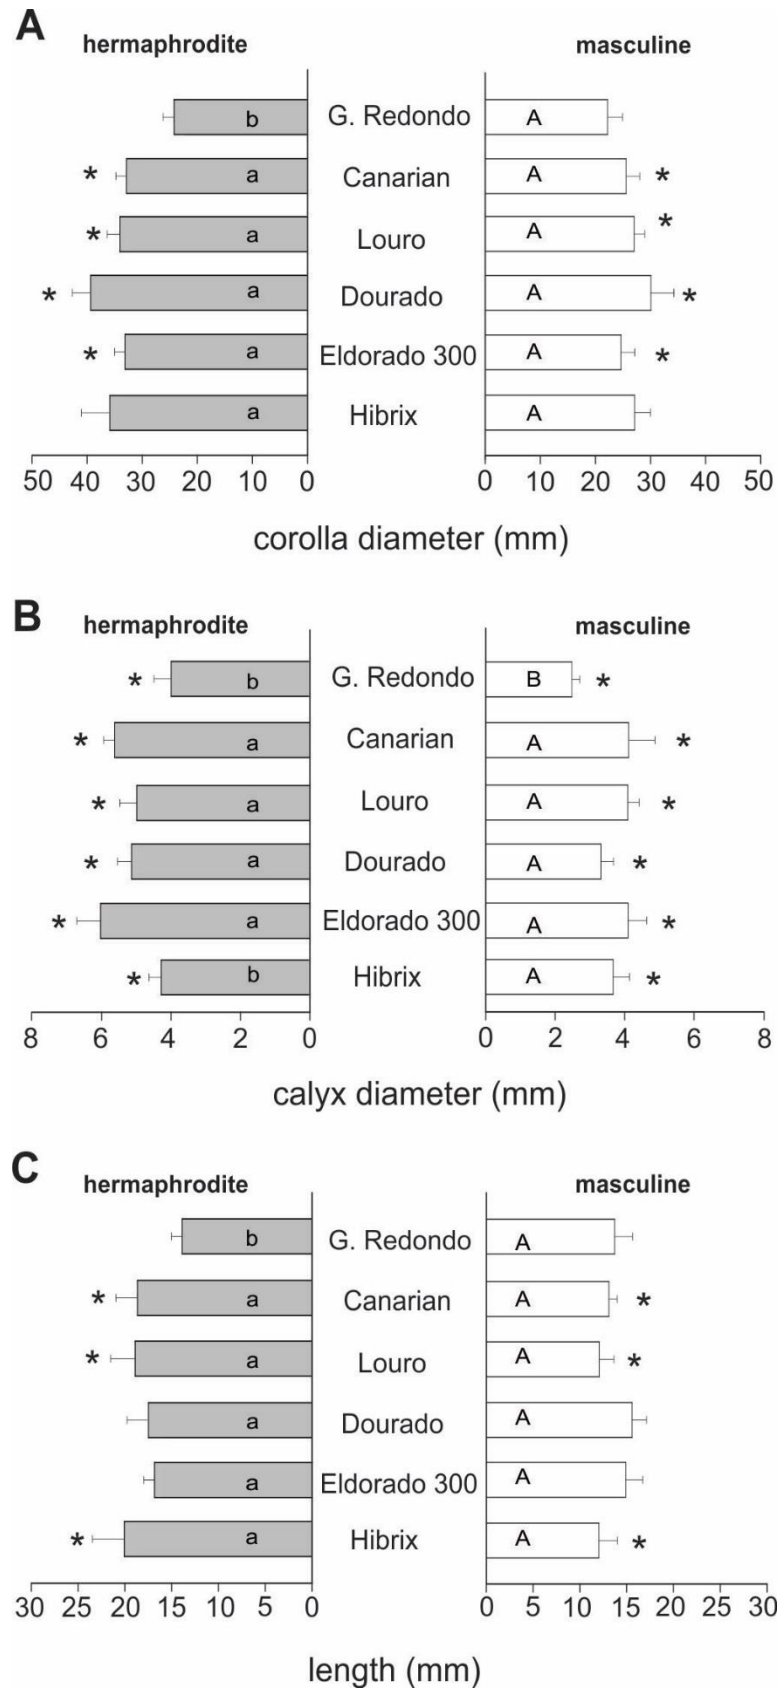 A
hermaphrodite masculine
b G. Redondo A
* a Canarian A *
* a Louro A *
* a Dourado A *
* a Eldorado 300 A *
a Hibrix A
50 40 30 20 10 0 0 10 20 30 40 50
corolla diameter (mm)
B
hermaphrodite masculine
* b G. Redondo B *
* a Canarian A *
* a Louro A *
* a Dourado A *
* a Eldorado 300 A *
* b Hibrix A *
8 6 4 2 0 0 2 4 6 8
calyx diameter (mm)
C
hermaphrodite masculine
b G. Redondo A
* a Canarian A *
* a Louro A *
a Dourado A
a Eldorado 300 A
* a Hibrix A *
30 25 20 15 10 5 0 0 5 10 15 20 25 30
length (mm)